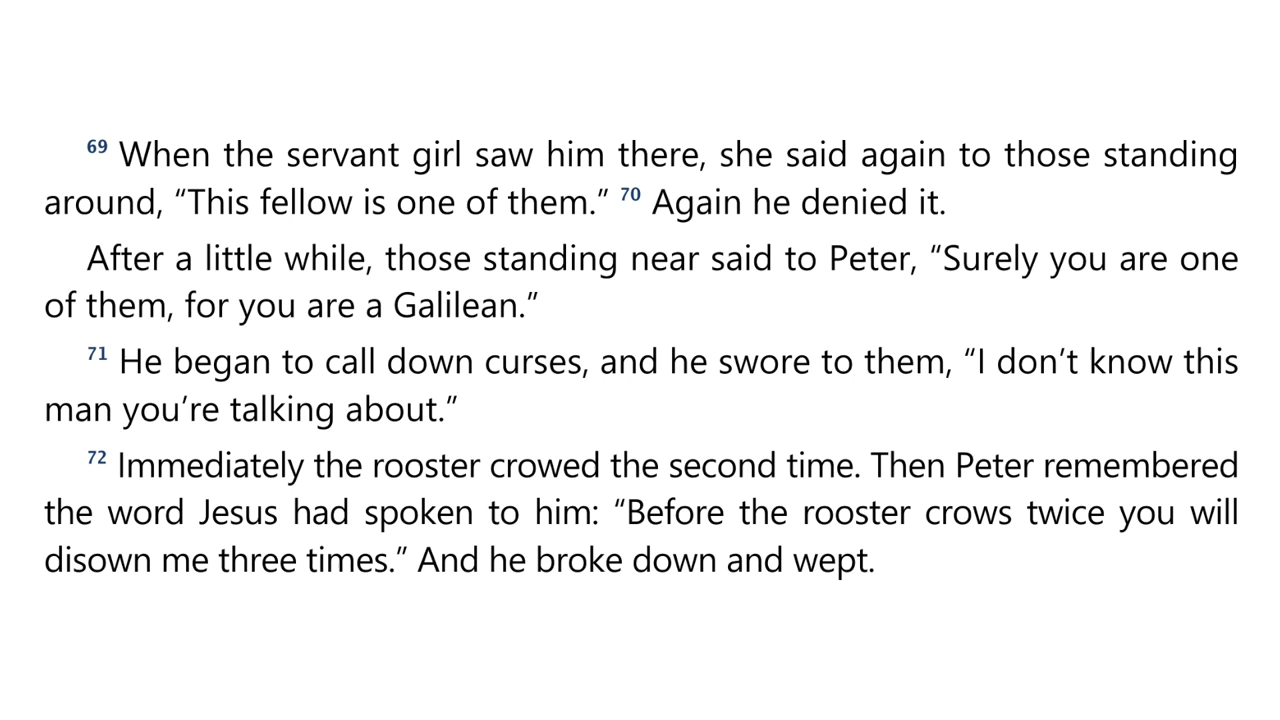 69 When the servant girl saw him there, she said again to those standing
around, “This fellow is one of them.” 70 Again he denied it.
After a little while, those standing near said to Peter, “Surely you are one
of them, for you are a Galilean.”
71 He began to call down curses, and he swore to them, “I don’t know this
man you’re talking about.”
72 Immediately the rooster crowed the second time. Then Peter remembered
the word Jesus had spoken to him: “Before the rooster crows twice you will
disown me three times.” And he broke down and wept.